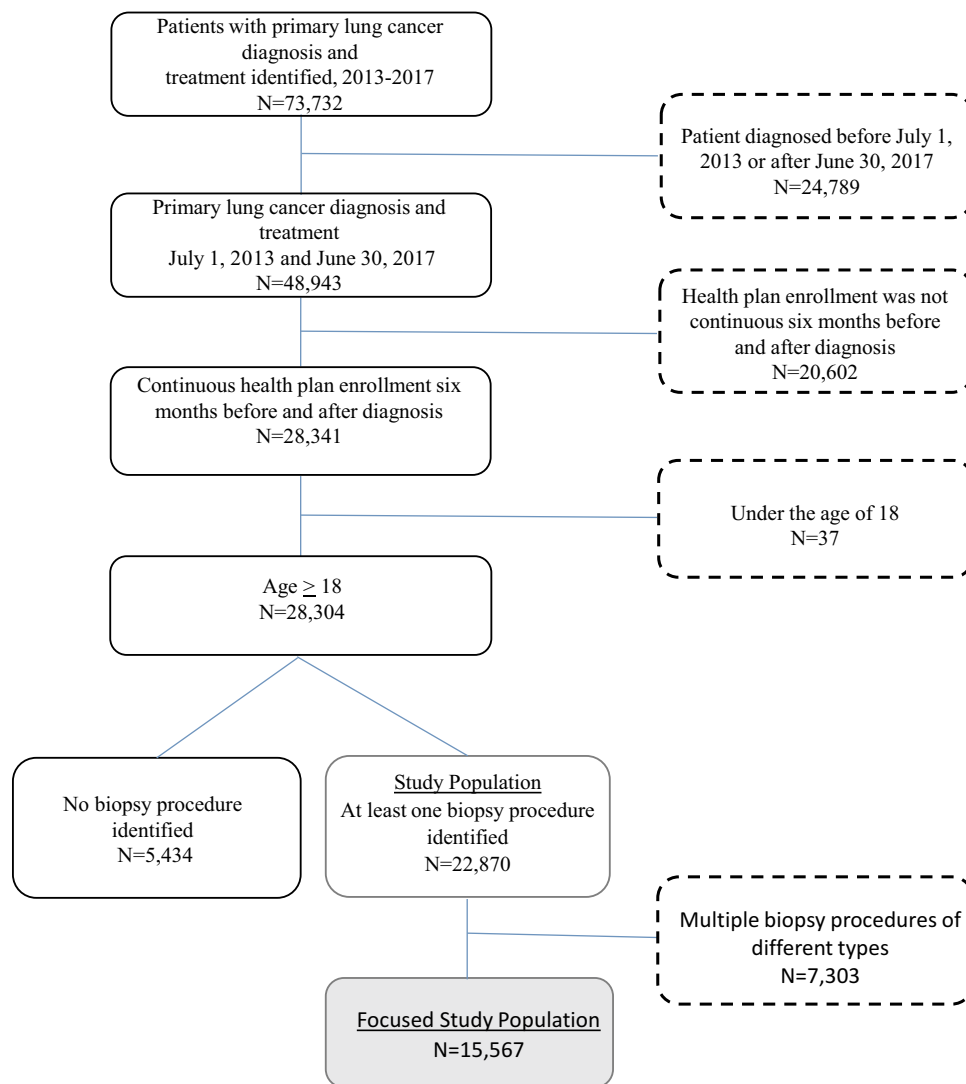 Patients with primary lung cancer
diagnosis and
treatment identified, 2013-2017
N=73,732
Patient diagnosed before July 1,
2013 or after June 30, 2017
N=24,789
Primary lung cancer diagnosis and
treatment
July 1, 2013 and June 30, 2017
N=48,943
Health plan enrollment was not
continuous six months before
and after diagnosis
N=20,602
Continuous health plan enrollment six
months before and after diagnosis
N=28,341
Under the age of 18
N=37
Age ≥ 18
N=28,304
No biopsy procedure
identified
N=5,434
Study Population
At least one biopsy procedure
identified
N=22,870
Multiple biopsy procedures of
different types
N=7,303
Focused Study Population
N=15,567